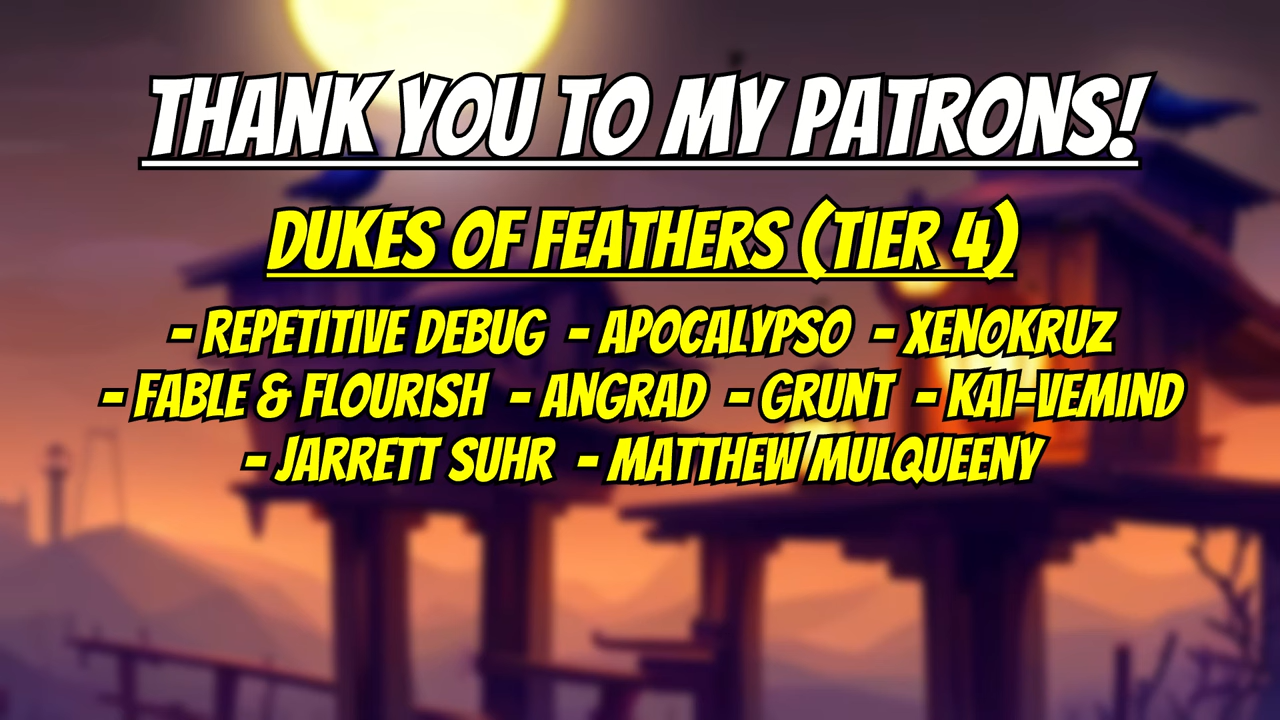 THANK YOU TO MY PATRONS!
DUKES OF FEATHERS (TIER 4)
- REPETITIVE DEBUG - APOCALYPSO - XENOKRUZ
- FABLE & FLOURISH - ANGRAD - GRUNT - KAI-VEMIND
- JARRETT SUHR - MATTHEW MULQUEENY